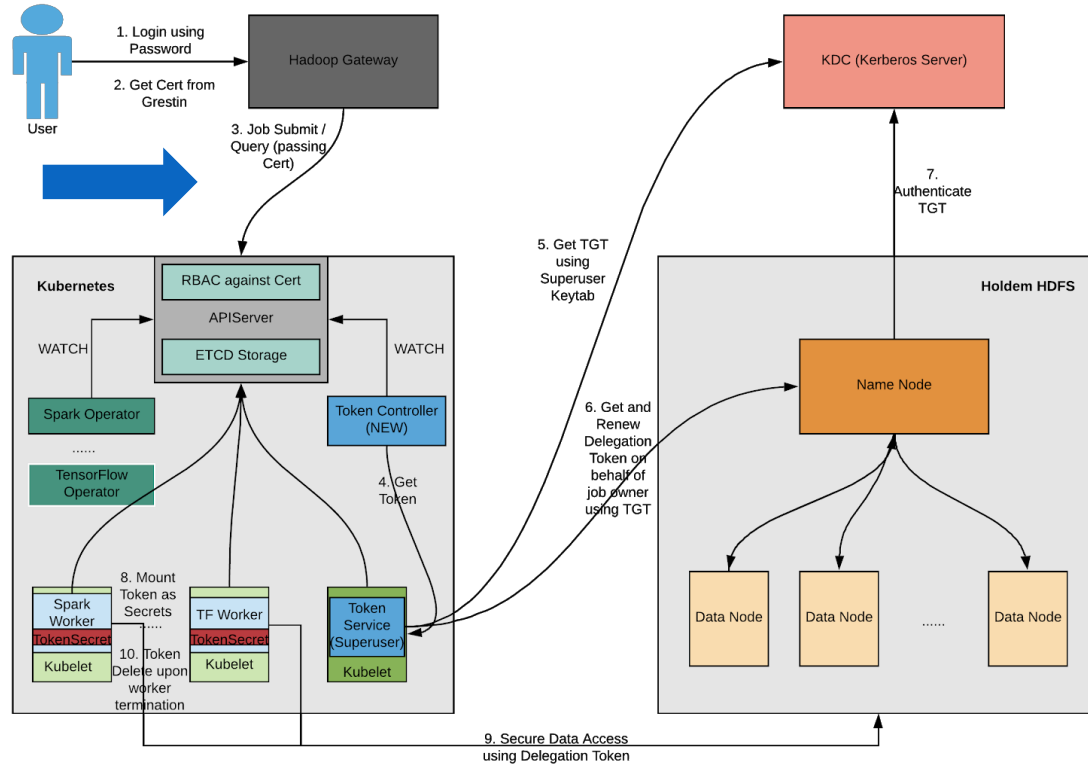 1. Login using
Password
2. Get Cert from
Grestin
User
Hadoop Gateway
KDC (Kerberos Server)
3. Job Submit /
Query (passing
Cert)
7.
Authenticate
TGT
5. Get TGT
using
Superuser
Keytab
Kubernetes
RBAC against Cert
APIServer
ETCD Storage
WATCH
WATCH
Spark Operator
......
TensorFlow
Operator
Token Controller
(NEW)
4. Get
Token
6. Get and
Renew
Delegation
Token on
behalf of
job owner
using TGT
Holdem HDFS
Name Node
Data Node
Data Node
......
Data Node
Spark
Worker
TokenSecret
Kubelet
8. Mount
Token as
Secrets
......
10. Token
Delete upon
worker
termination
TF Worker
TokenSecret
Kubelet
Token
Service
(Superuser)
Kubelet
9. Secure Data Access
using Delegation Token